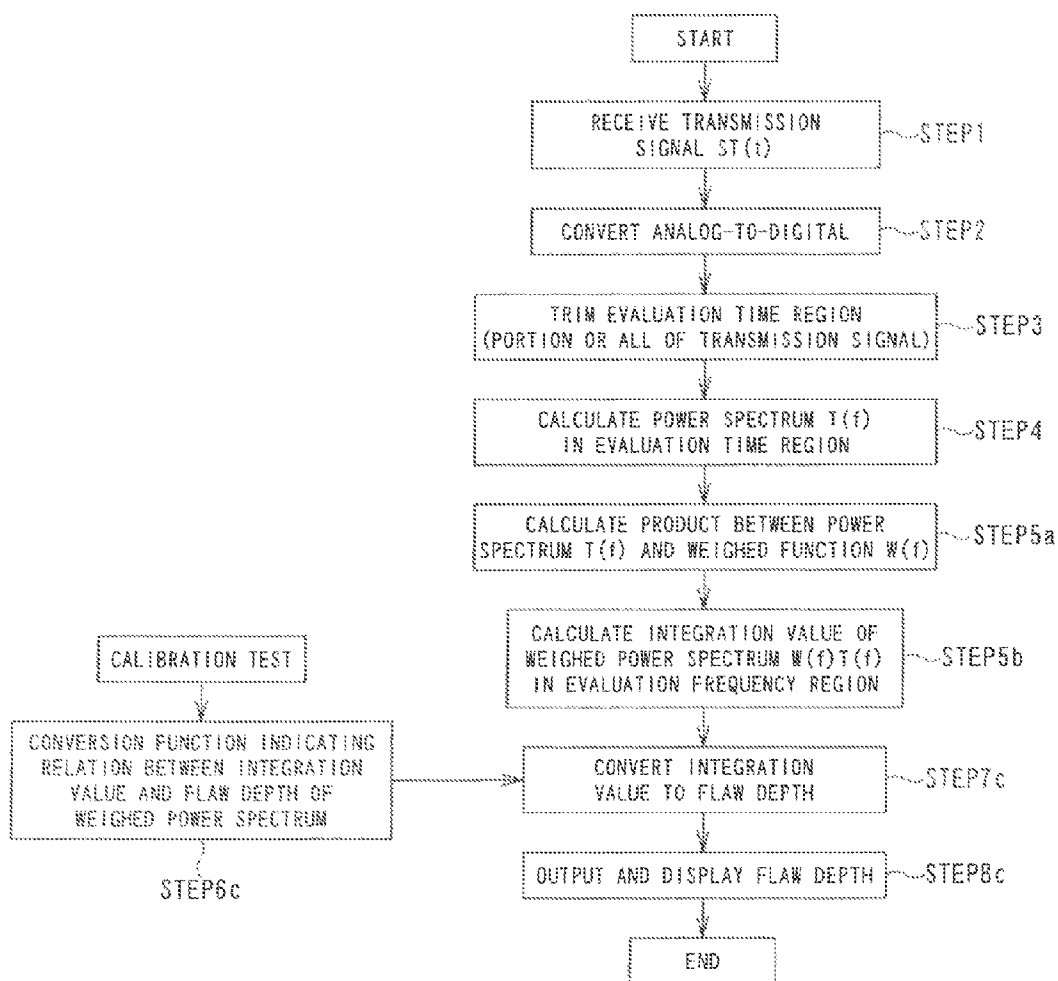 START
RECEIVE TRANSMISSION
SIGNAL ST(t)
STEP1
CONVERT ANALOG-TO-DIGITAL
STEP2
TRIM EVALUATION TIME REGION
(PORTION OR ALL OF TRANSMISSION SIGNAL)
STEP3
CALCULATE POWER SPECTRUM T(f)
IN EVALUATION TIME REGION
STEP4
CALCULATE PRODUCT BETWEEN POWER
SPECTRUM T(f) AND WEIGHED FUNCTION W(f)
STEP5a
CALCULATE INTEGRATION VALUE OF
WEIGHED POWER SPECTRUM W(f)T(f)
IN EVALUATION FREQUENCY REGION
STEP5b
CALIBRATION TEST
CONVERSION FUNCTION INDICATING
RELATION BETWEEN INTEGRATION
VALUE AND FLAW DEPTH OF
WEIGHED POWER SPECTRUM
STEP6c
CONVERT INTEGRATION
VALUE TO FLAW DEPTH
STEP7c
OUTPUT AND DISPLAY FLAW DEPTH
STEP8c
END